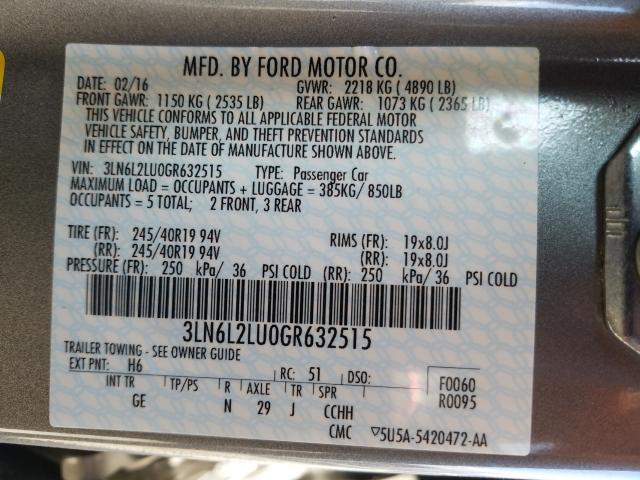 MFD. BY FORD MOTOR CO.
DATE: 02/16 GVWR: 2218 KG ( 4890 LB)
FRONT GAWR: 1150 KG ( 2535 LB) REAR GAWR: 1073 KG ( 2365 LB)
THIS VEHICLE CONFORMS TO ALL APPLICABLE FEDERAL MOTOR
VEHICLE SAFETY, BUMPER, AND THEFT PREVENTION STANDARDS
IN EFFECT ON THE DATE OF MANUFACTURE SHOWN ABOVE.
VIN: 3LN6L2LU0GR632515 TYPE: Passenger Car
MAXIMUM LOAD = OCCUPANTS + LUGGAGE = 385KG/ 850LB
OCCUPANTS = 5 TOTAL; 2 FRONT, 3 REAR
TIRE (FR): 245/40R19 94V RIMS (FR): 19x8.0J
(RR): 245/40R19 94V (RR): 19x8.0J
PRESSURE (FR): 250 kPa/ 36 PSI COLD (RR): 250 kPa/ 36 PSI COLD
3LN6L2LU0GR632515
TRAILER TOWING - SEE OWNER GUIDE
EXT PNT: H6 RC: 51 DSO: F0060
INT TR TP/PS R AXLE TR SPR R0095
GE N 29 J CCHH
CMC ▽5U5A-5420472-AA